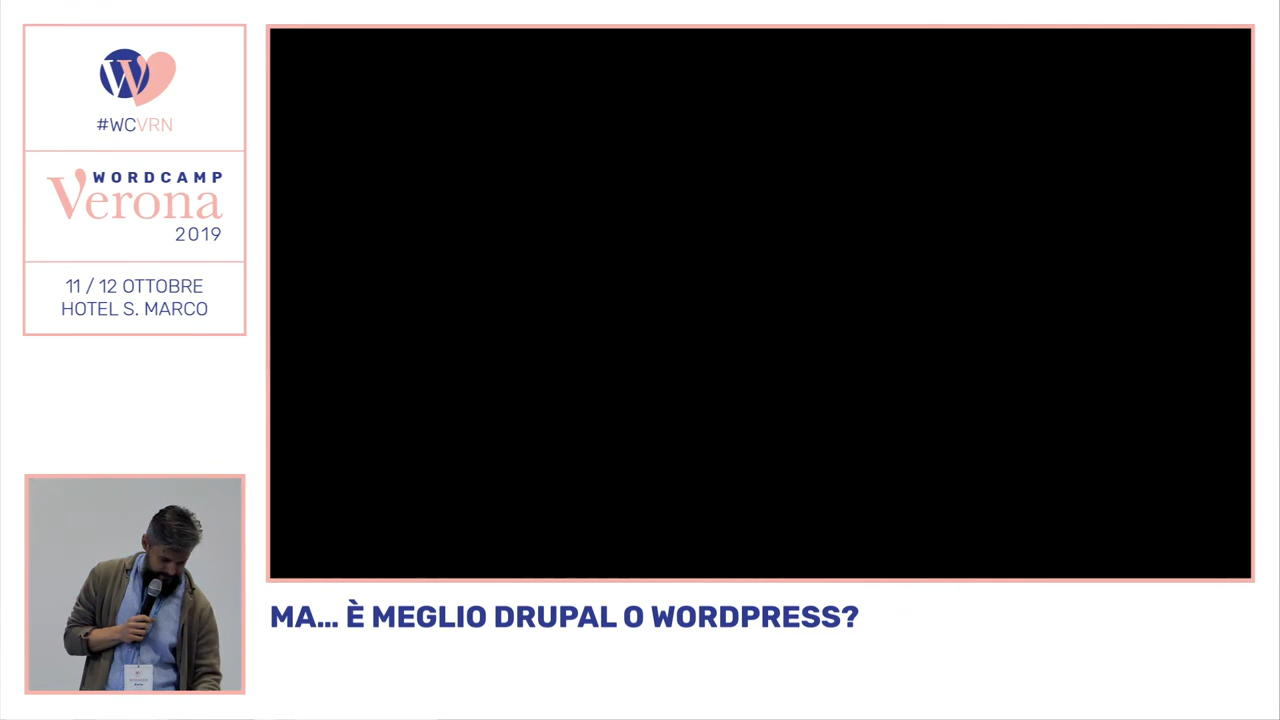 #WCVRN
WORDCAMP
Verona
2019
11 / 12 OTTOBRE
HOTEL S. MARCO
MA... È MEGLIO DRUPAL O WORDPRESS?